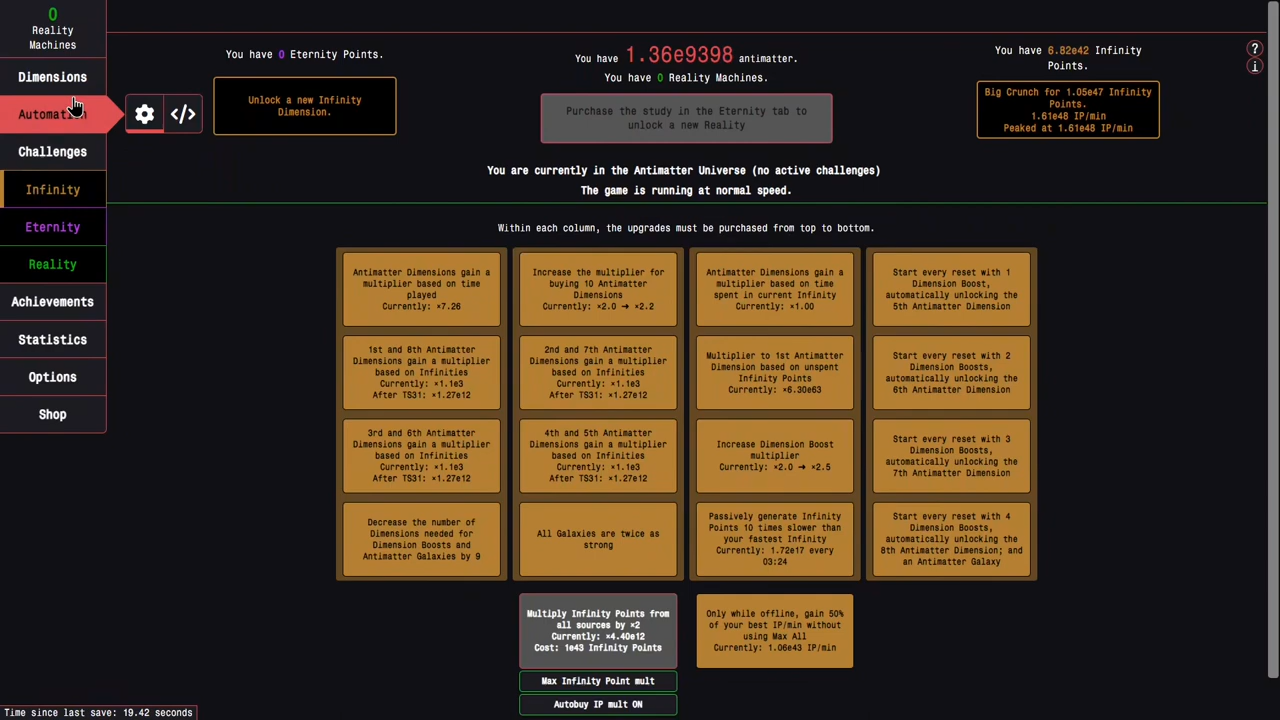 0
Reality
Machines
Dimensions
Automation
Challenges
Infinity
Eternity
Reality
Achievements
Statistics
Options
Shop
</>
You have 0 Eternity Points.
Unlock a new Infinity
Dimension.
You have 1.36e9398 antimatter.
You have 0 Reality Machines.
Purchase the study in the Eternity tab to
unlock a new Reality
You have 6.82e42 Infinity
Points.
Big Crunch for 1.05e47 Infinity
Points.
1.61e48 IP/min
Peaked at 1.61e48 IP/min
?
i
You are currently in the Antimatter Universe (no active challenges)
The game is running at normal speed.
Within each column, the upgrades must be purchased from top to bottom.
Antimatter Dimensions gain a
multiplier based on time
played
Currently: ×7.26
Increase the multiplier for
buying 10 Antimatter
Dimensions
Currently: ×2.0 → ×2.2
Antimatter Dimensions gain a
multiplier based on time
spent in current Infinity
Currently: ×1.00
Start every reset with 1
Dimension Boost,
automatically unlocking the
5th Antimatter Dimension
1st and 8th Antimatter
Dimensions gain a multiplier
based on Infinities
Currently: ×1.1e3
After TS31: ×1.27e12
2nd and 7th Antimatter
Dimensions gain a multiplier
based on Infinities
Currently: ×1.1e3
After TS31: ×1.27e12
Multiplier to 1st Antimatter
Dimension based on unspent
Infinity Points
Currently: ×6.30e63
Start every reset with 2
Dimension Boosts,
automatically unlocking the
6th Antimatter Dimension
3rd and 6th Antimatter
Dimensions gain a multiplier
based on Infinities
Currently: ×1.1e3
After TS31: ×1.27e12
4th and 5th Antimatter
Dimensions gain a multiplier
based on Infinities
Currently: ×1.1e3
After TS31: ×1.27e12
Increase Dimension Boost
multiplier
Currently: ×2.0 → ×2.5
Start every reset with 3
Dimension Boosts,
automatically unlocking the
7th Antimatter Dimension
Decrease the number of
Dimensions needed for
Dimension Boosts and
Antimatter Galaxies by 9
All Galaxies are twice as
strong
Passively generate Infinity
Points 10 times slower than
your fastest Infinity
Currently: 1.72e17 every
03:24
Start every reset with 4
Dimension Boosts,
automatically unlocking the
8th Antimatter Dimension; and
an Antimatter Galaxy
Multiply Infinity Points from
all sources by ×2
Currently: ×4.40e12
Cost: 1e43 Infinity Points
Only while offline, gain 50%
of your best IP/min without
using Max All
Currently: 1.06e43 IP/min
Max Infinity Point mult
Autobuy IP mult ON
Time since last save: 19.42 seconds